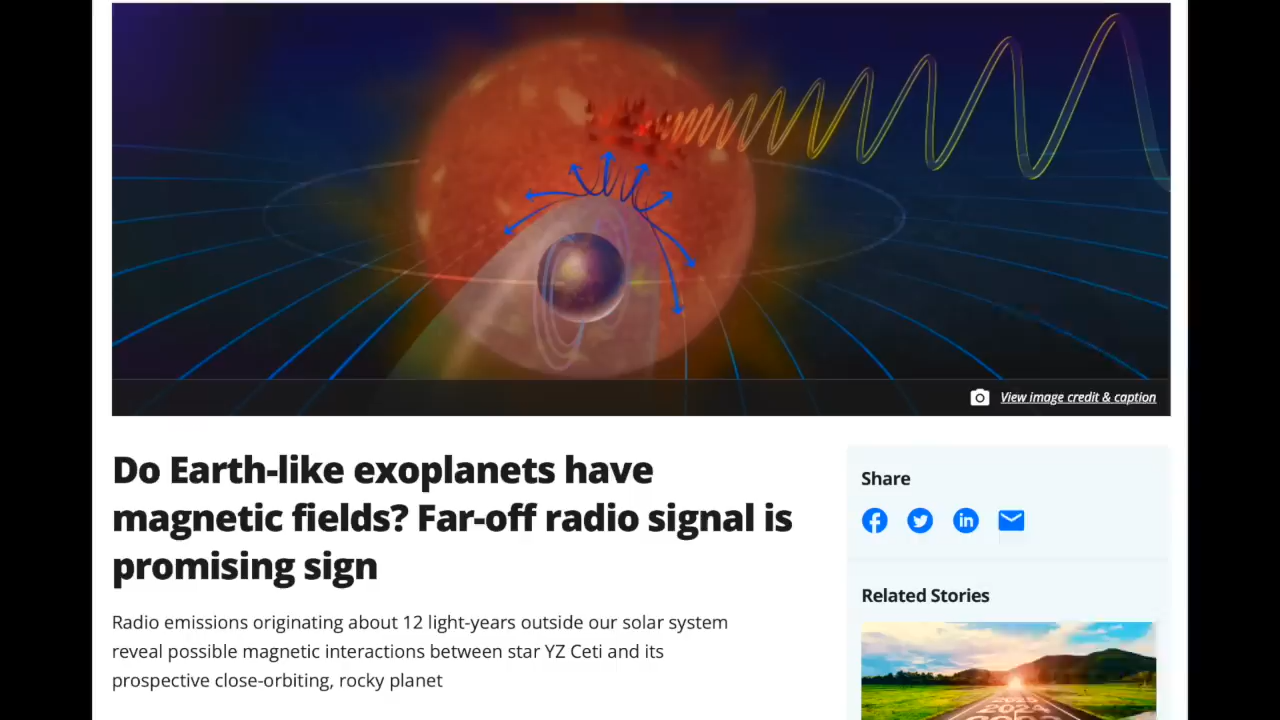 View image credit & caption
Do Earth-like exoplanets have
magnetic fields? Far-off radio signal is
promising sign
Radio emissions originating about 12 light-years outside our solar system
reveal possible magnetic interactions between star YZ Ceti and its
prospective close-orbiting, rocky planet
Share
Related Stories
2024